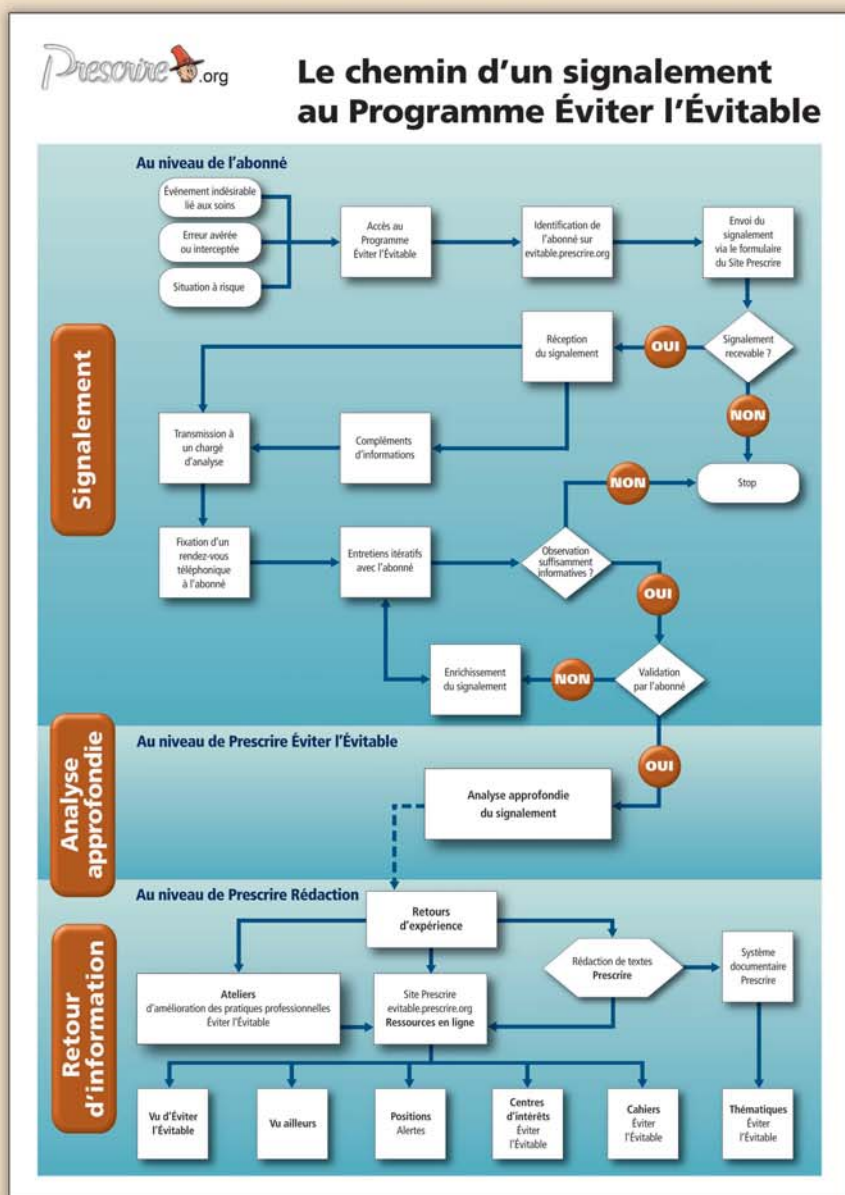 Prescrire.org
Le chemin d'un signalement
au Programme Éviter l'Évitable
Au niveau de l'abonné
Événement indésirable
lié aux soins
Erreur avérée
ou interceptée
Situation à risque
Accès au
Programme
Éviter l'Évitable
Identification de
l'abonné sur
evitable.prescrire.org
Envoi du
signalement
via le formulaire
du Site Prescrire
Signalement
Réception
du signalement
OUI
Signalement
recevable ?
NON
Transmission à
un chargé
d'analyse
Compléments
d'informations
NON
Stop
Fixation d'un
rendez-vous
téléphonique
à l'abonné
Entretiens itératifs
avec l'abonné
Observation
suffisamment
informatives ?
OUI
Enrichissement
du signalement
NON
Validation
par l'abonné
Analyse
approfondie
Au niveau de Prescrire Éviter l'Évitable
OUI
Analyse approfondie
du signalement
Retour
d'information
Au niveau de Prescrire Rédaction
Retours
d'expérience
Rédaction de textes
Prescrire
Système
documentaire
Prescrire
Ateliers
d'amélioration des pratiques professionnelles
Éviter l'Évitable
Site Prescrire
evitable.prescrire.org
Ressources en ligne
Vu d'Éviter
l'Évitable
Vu ailleurs
Positions
Alertes
Centres
d'intérêts
Éviter
l'Évitable
Cahiers
Éviter
l'Évitable
Thématiques
Éviter
l'Évitable